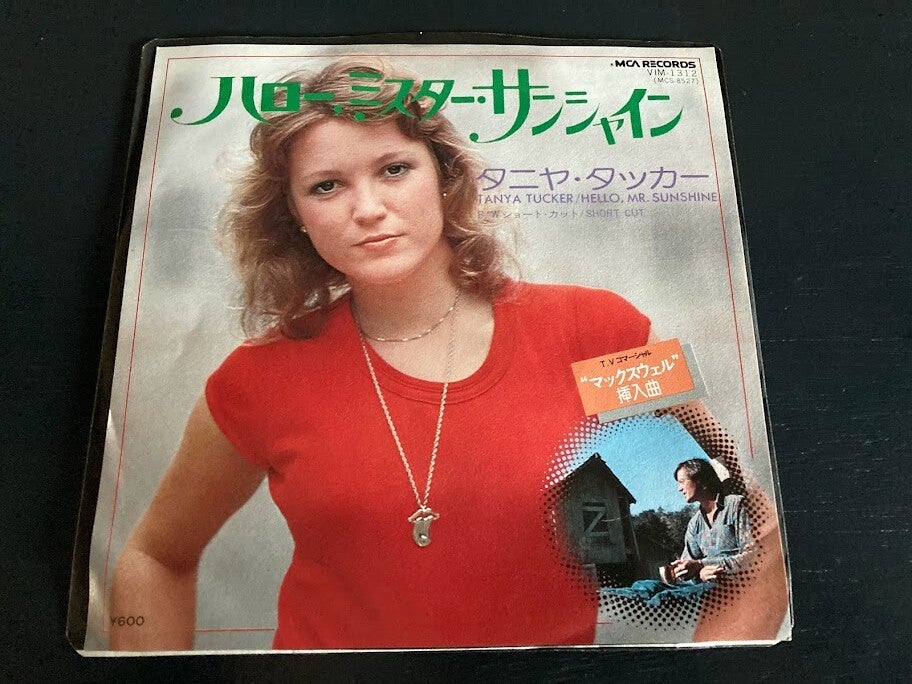 MCA RECORDS
VIM-1312
(MCS-8527)
ハロー・ミスター・サンシャイン
タニヤ・タッカー
TANYA TUCKER/HELLO, MR. SUNSHINE
B/W ショート・カット/SHORT CUT
T.V コマーシャル
"マックスウェル"
挿入曲
Z
¥600